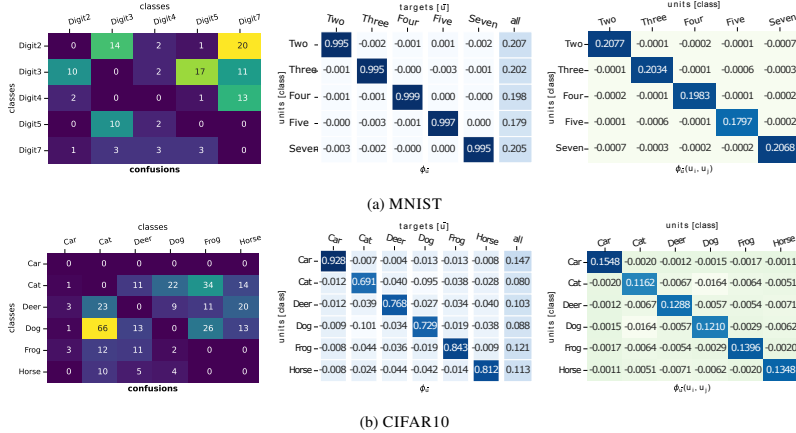 classes
Digit2 Digit3 Digit4 Digit5 Digit7
classes
Digit2 0 14 2 1 20
Digit3 10 0 2 17 11
Digit4 2 0 0 1 13
Digit5 0 10 2 0 0
Digit7 1 3 3 3 0
confusions
targets [ū]
Two Three Four Five Seven all
units [class]
Two 0.995 -0.002 -0.001 -0.001 -0.002 0.207
Three -0.001 0.995 -0.000 -0.003 -0.001 0.202
Four -0.001 -0.001 0.999 0.000 -0.000 0.198
Five -0.000 -0.003 -0.001 0.997 0.000 0.179
Seven -0.003 -0.002 -0.000 0.000 0.995 0.205
ϕū
units [class]
Two Three Four Five Seven
Two 0.2077 -0.0001 -0.0002 -0.0001 -0.0007
Three -0.0001 0.2034 -0.0001 -0.0006 -0.0003
Four -0.0002 -0.0001 0.1983 -0.0001 -0.0002
Five -0.0001 -0.0006 -0.0001 0.1797 -0.0002
Seven -0.0007 -0.0003 -0.0002 -0.0002 0.2068
ϕū(ui, uj)
(a) MNIST
classes
Car Cat Deer Dog Frog Horse
classes
Car 0 0 0 0 0 0
Cat 1 0 11 22 34 14
Deer 3 23 0 9 11 20
Dog 1 66 13 0 26 13
Frog 3 12 11 2 0 0
Horse 0 10 5 4 0 0
confusions
targets [ū]
Car Cat Deer Dog Frog Horse all
units [class]
Car 0.928 -0.007 -0.004 -0.013 -0.013 -0.008 0.147
Cat -0.012 0.691 -0.040 -0.095 -0.038 -0.028 0.080
Deer -0.012 -0.039 0.768 -0.027 -0.034 -0.040 0.103
Dog -0.009 -0.101 -0.034 0.729 -0.019 -0.038 0.088
Frog -0.008 -0.044 -0.036 -0.019 0.843 -0.009 0.121
Horse -0.008 -0.024 -0.044 -0.042 -0.014 0.812 0.113
ϕū
units [class]
Car Cat Deer Dog Frog Horse
Car 0.1548 -0.0020 -0.0012 -0.0015 -0.0017 -0.0011
Cat -0.0020 0.1162 -0.0067 -0.0164 -0.0064 -0.0051
Deer -0.0012 -0.0067 0.1288 -0.0057 -0.0054 -0.0071
Dog -0.0015 -0.0164 -0.0057 0.1210 -0.0029 -0.0062
Frog -0.0017 -0.0064 -0.0054 -0.0029 0.1396 -0.0020
Horse -0.0011 -0.0051 -0.0071 -0.0062 -0.0020 0.1348
ϕū(ui, uj)
(b) CIFAR10